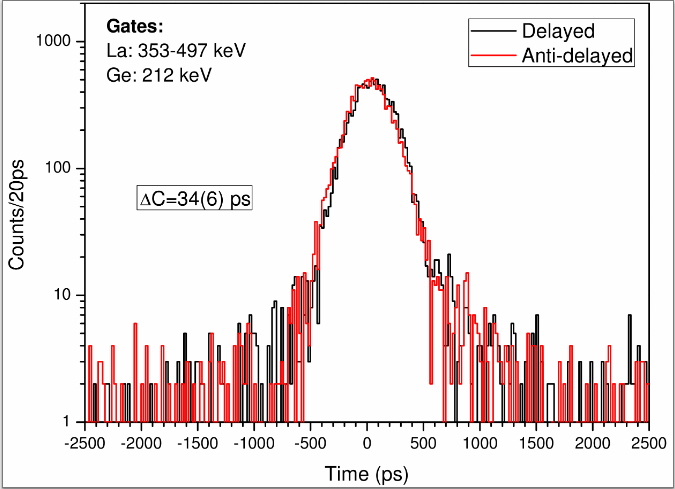 Gates:
La: 353-497 keV
Ge: 212 keV
Delayed
Anti-delayed
ΔC=34(6) ps
Counts/20ps
1000
100
10
1
-2500 -2000 -1500 -1000 -500 0 500 1000 1500 2000 2500
Time (ps)